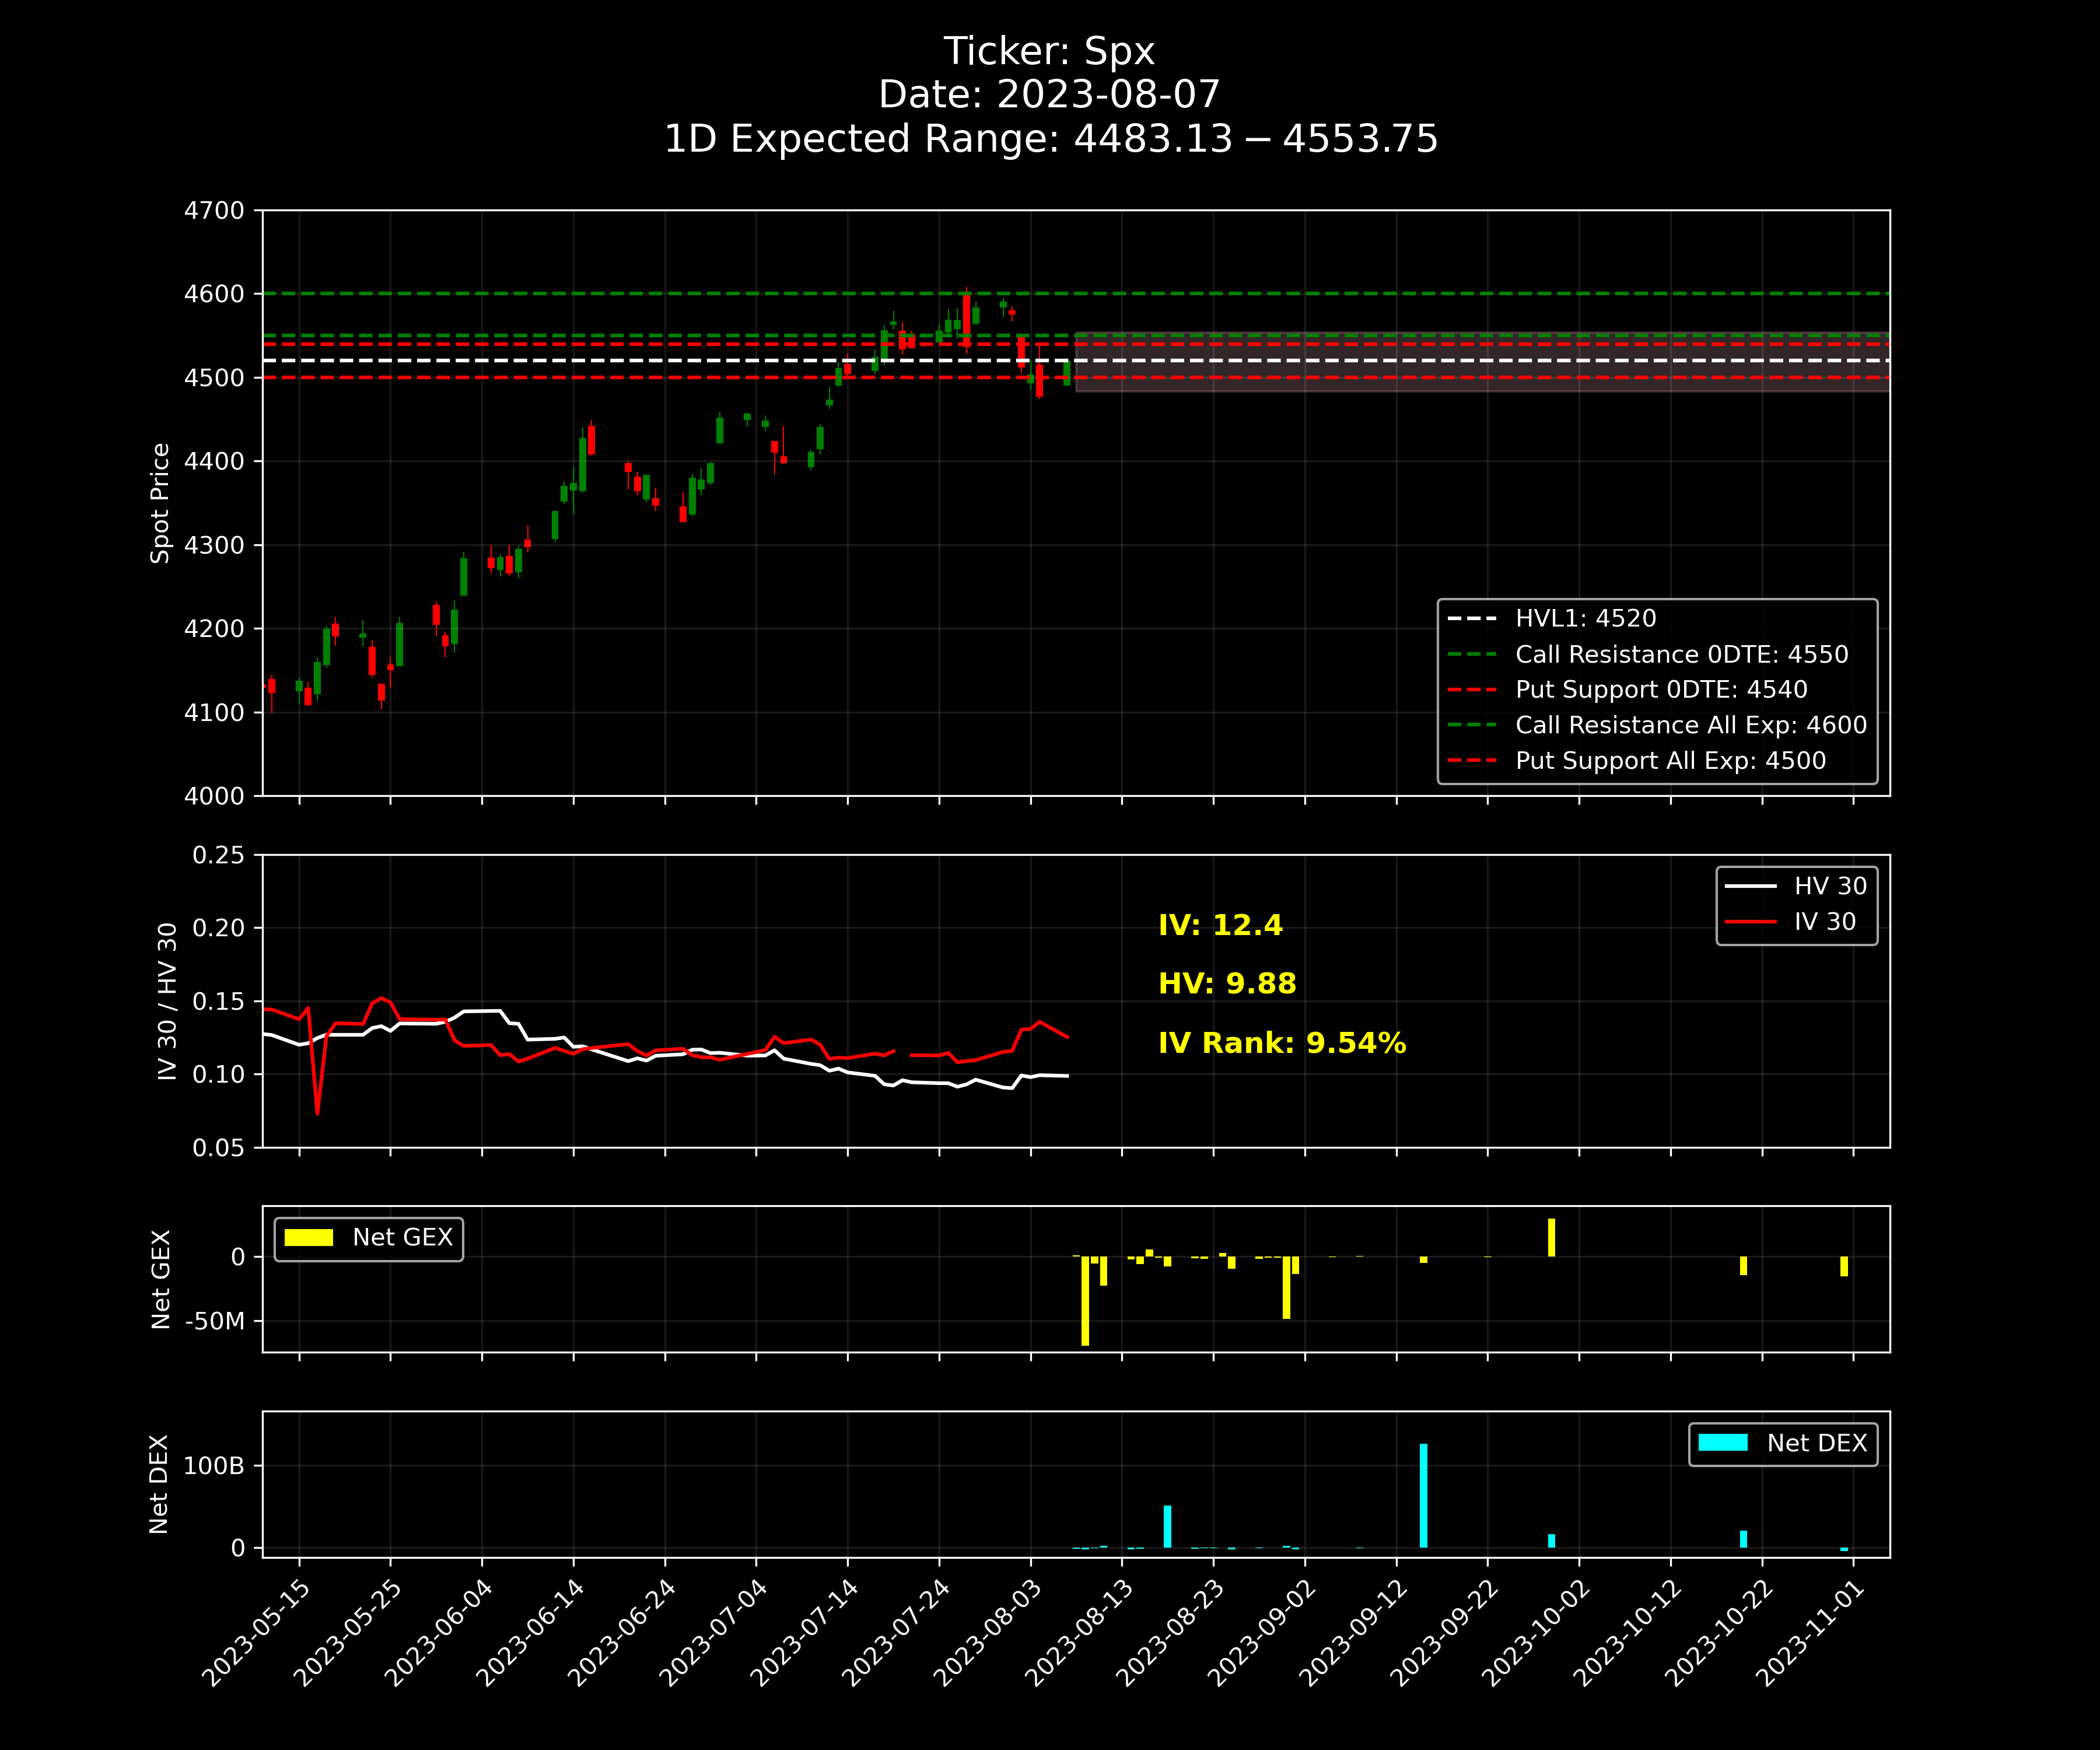 Ticker: Spx
Date: 2023-08-07
1D Expected Range: 4483.13 − 4553.75
Spot Price
4700
4600
4500
4400
4300
4200
4100
4000
HVL1: 4520
Call Resistance 0DTE: 4550
Put Support 0DTE: 4540
Call Resistance All Exp: 4600
Put Support All Exp: 4500
IV 30 / HV 30
0.25
0.20
0.15
0.10
0.05
IV: 12.4
HV: 9.88
IV Rank: 9.54%
HV 30
IV 30
Net GEX
0
-50M
Net GEX
Net DEX
100B
0
Net DEX
2023-05-15
2023-05-25
2023-06-04
2023-06-14
2023-06-24
2023-07-04
2023-07-14
2023-07-24
2023-08-03
2023-08-13
2023-08-23
2023-09-02
2023-09-12
2023-09-22
2023-10-02
2023-10-12
2023-10-22
2023-11-01